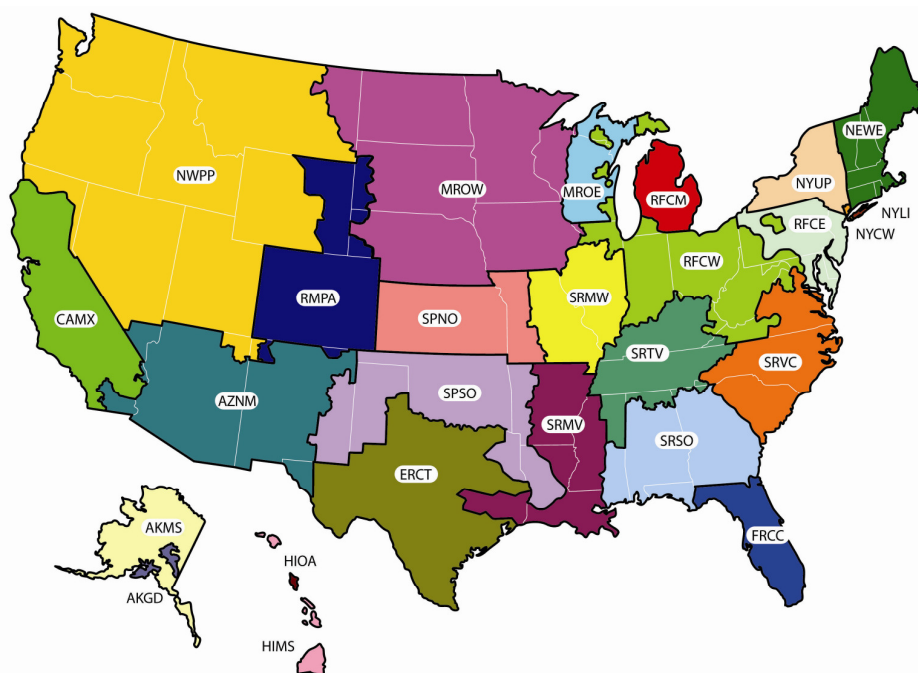 NEWE
NWPP
MROW
MROE
RFCM
NYUP
NYLI
RFCE
NYCW
RFCW
RMPA
SRMW
CAMX
SPNO
SRTV
SRVC
AZNM
SPSO
SRMV
SRSO
ERCT
AKMS
FRCC
HIOA
AKGD
HIMS